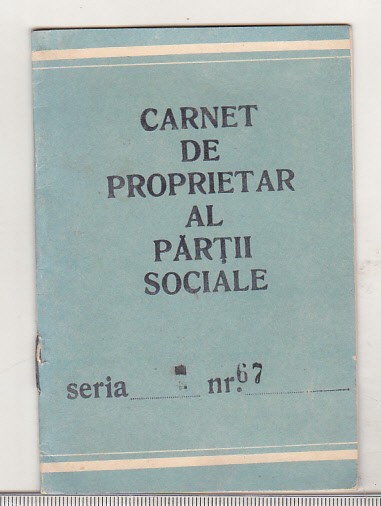 CARNET
DE
PROPRIETAR
AL
PĂRȚII
SOCIALE
seria nr. 67